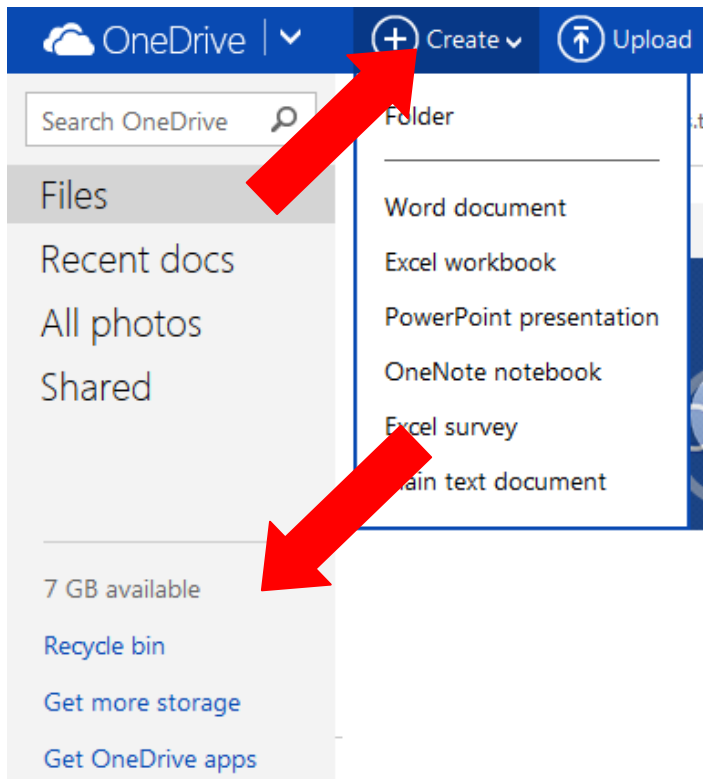 OneDrive
Create
Upload
Search OneDrive
Files
Recent docs
All photos
Shared
7 GB available
Recycle bin
Get more storage
Get OneDrive apps
Folder
Word document
Excel workbook
PowerPoint presentation
OneNote notebook
Excel survey
text document